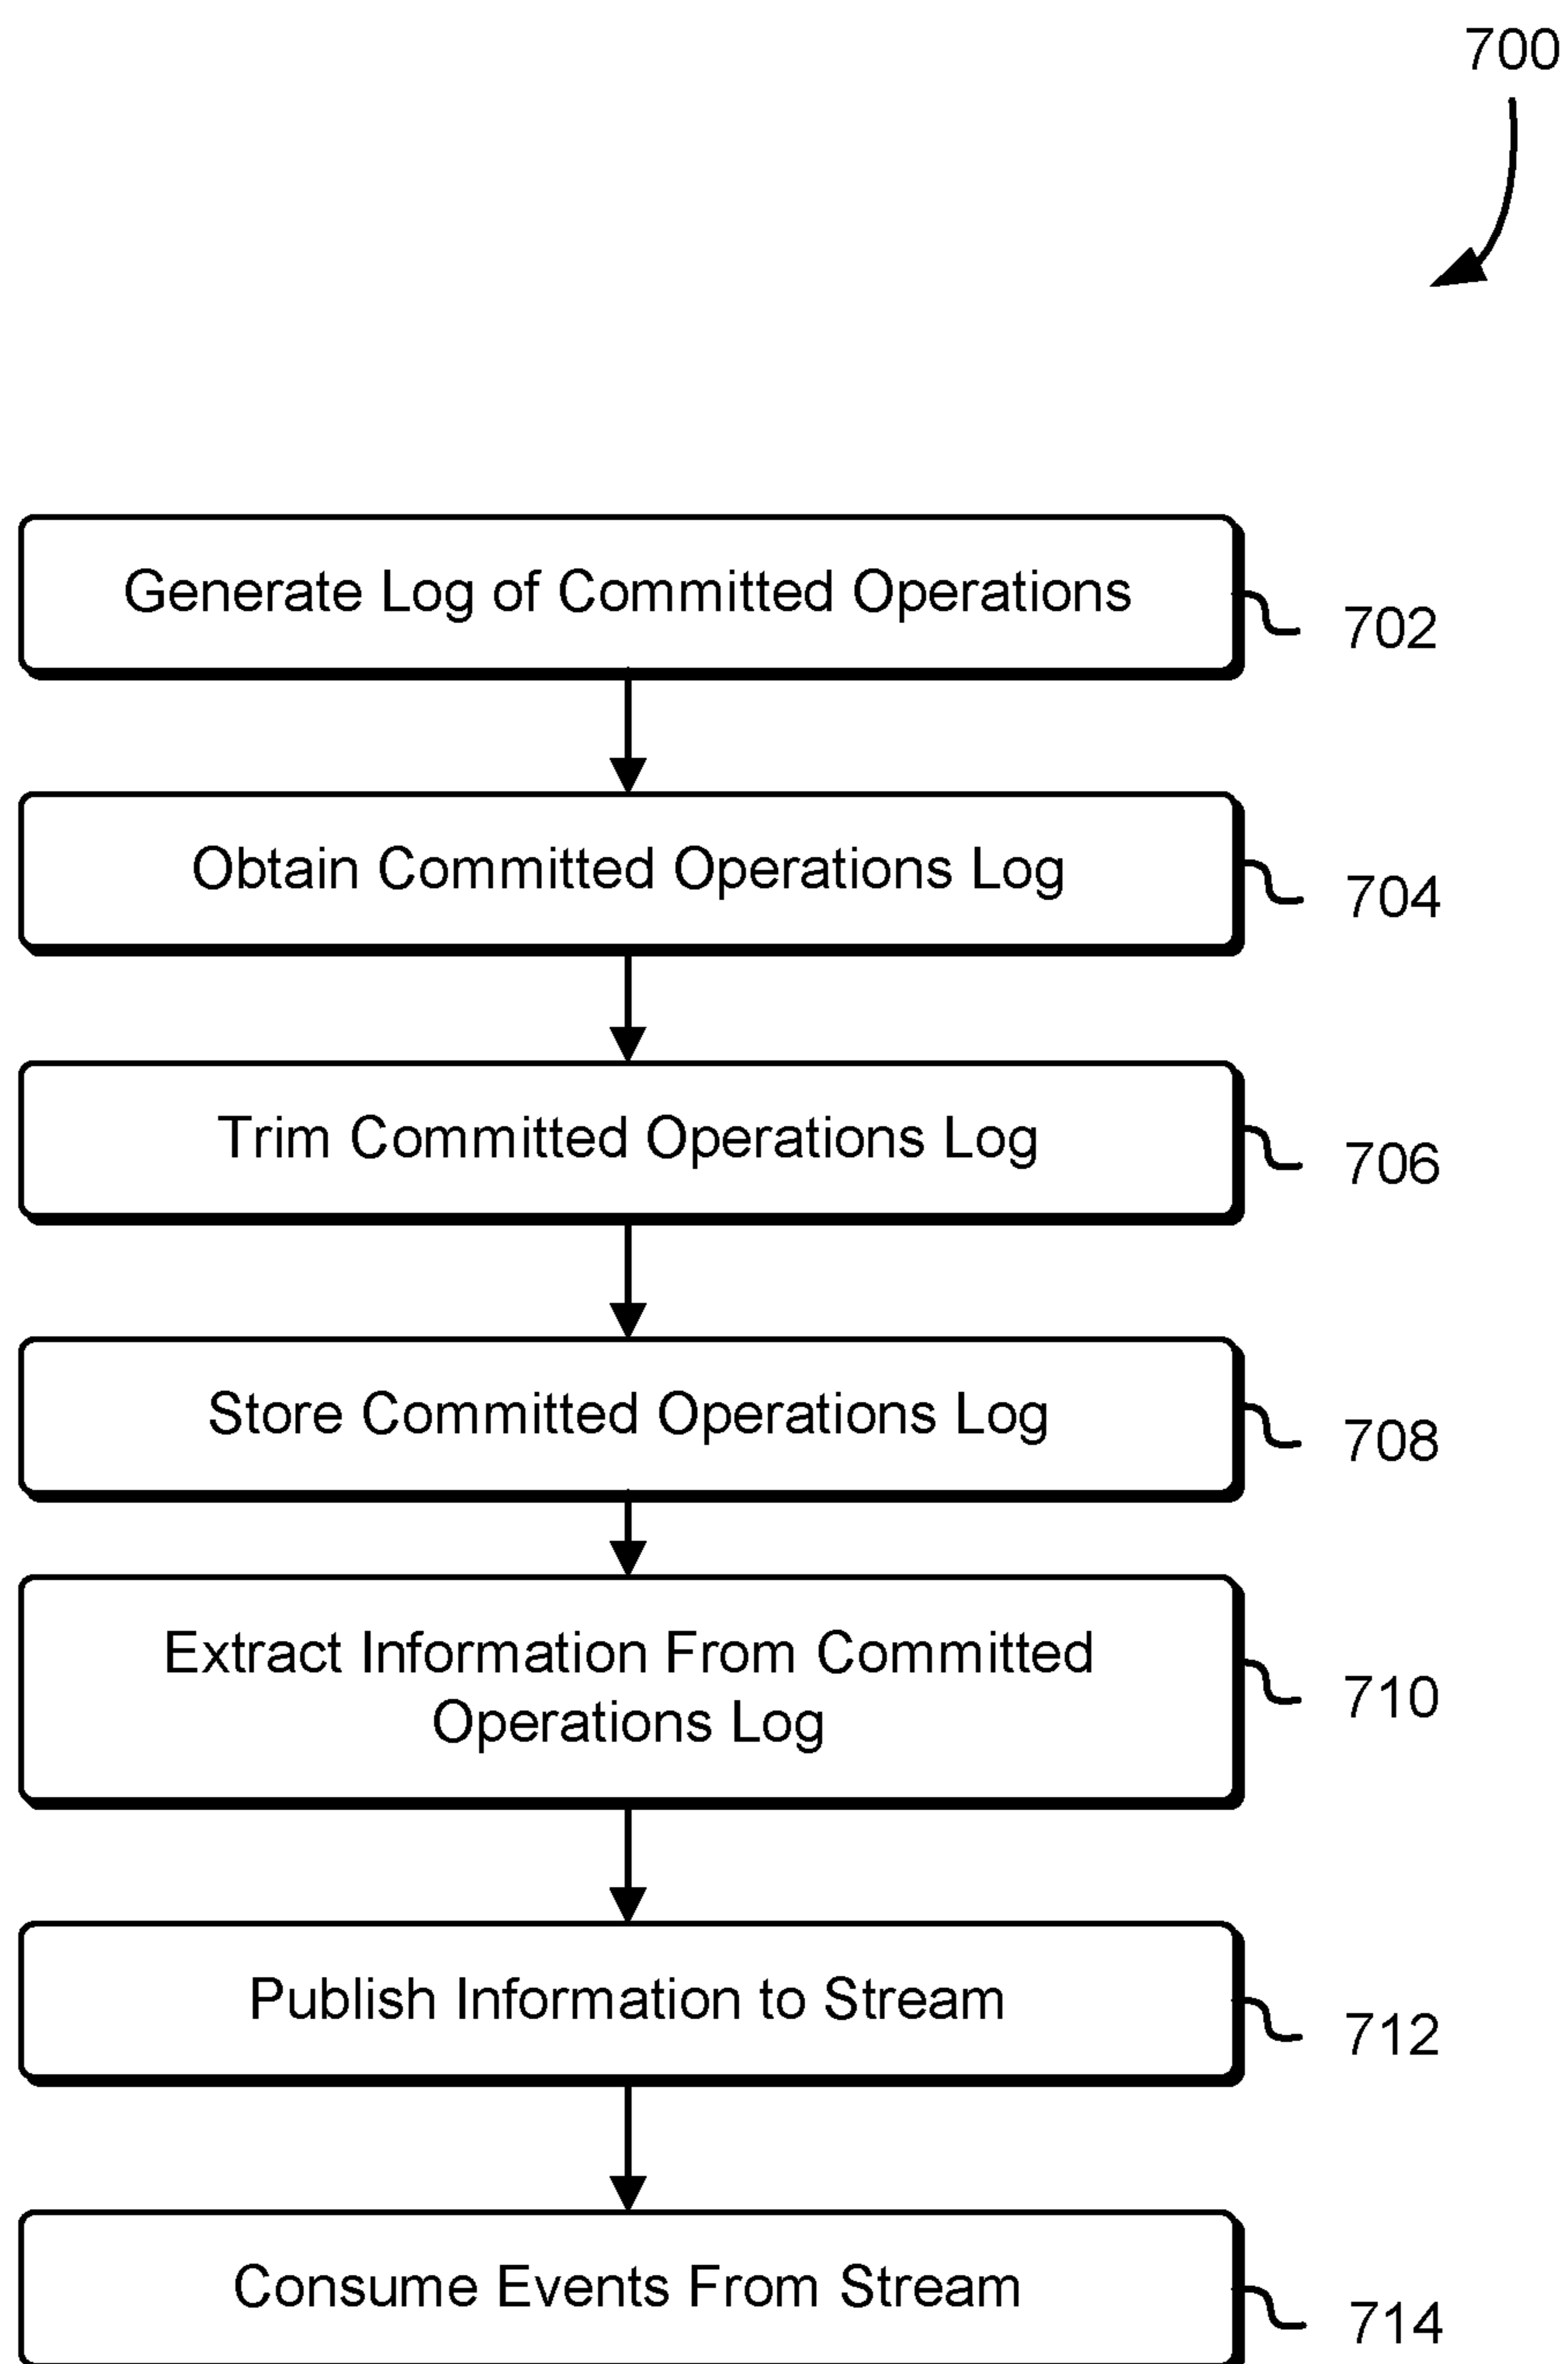 700
Generate Log of Committed Operations
702
Obtain Committed Operations Log
704
Trim Committed Operations Log
706
Store Committed Operations Log
708
Extract Information From Committed
Operations Log
710
Publish Information to Stream
712
Consume Events From Stream
714